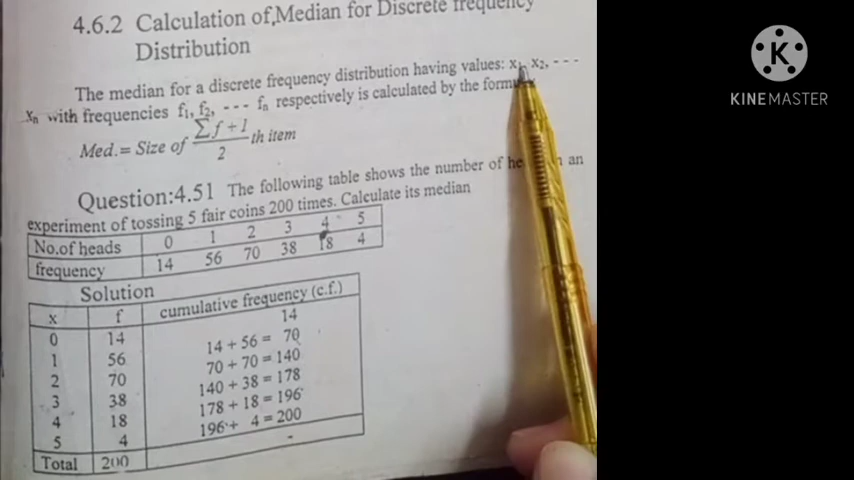 4.6.2 Calculation of Median for Discrete frequency
Distribution
The median for a discrete frequency distribution having values: x₁, x₂, ---
xₙ with frequencies f₁, f₂, --- fₙ respectively is calculated by the
Med.= Size of (∑f+1)/2 th item
Question:4.51 The following table shows the number of an
experiment of tossing 5 fair coins 200 times. Calculate its median
No.of heads 0 1 2 3 4 5
frequency 14 56 70 38 18 4
Solution
x f cumulative frequency (c.f.)
0 14 14
1 56 14 + 56 = 70
2 70 70 + 70 = 140
3 38 140 + 38 = 178
4 18 178 + 18 = 196
5 4 196 + 4 = 200
Total 200 -
K
KINEMASTER